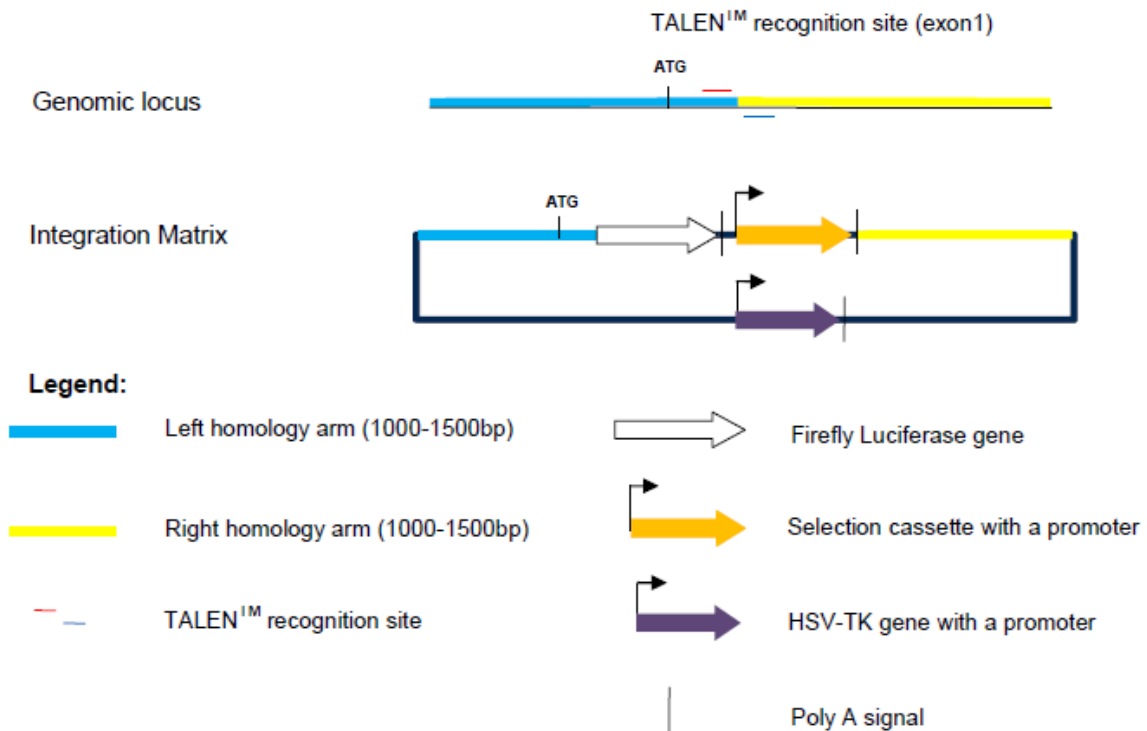 TALEN™ recognition site (exon1)
ATG
Genomic locus
ATG
Integration Matrix
Legend:
Left homology arm (1000-1500bp)
Firefly Luciferase gene
Right homology arm (1000-1500bp)
Selection cassette with a promoter
TALEN™ recognition site
HSV-TK gene with a promoter
Poly A signal